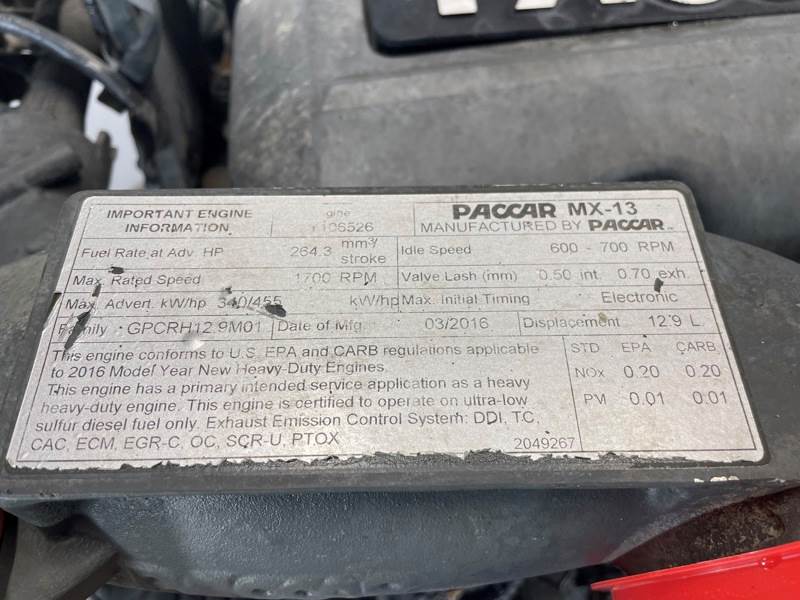 IMPORTANT ENGINE
INFORMATION
PACCAR MX-13
MANUFACTURED BY PACCAR
Fuel Rate at Adv. HP 264.3 mm³/
stroke
Idle Speed 600 - 700 RPM
Max. Rated Speed 1700 RPM
Valve Lash (mm) 0.50 int. 0.70 exh.
Max. Advert. kW/hp 340/455 kW/hp
Max. Initial Timing Electronic
Family GPCRH12.9M01
Date of Mfg. 03/2016
Displacement 12.9 L
This engine conforms to U.S. EPA and CARB regulations applicable
to 2016 Model Year New Heavy-Duty Engines.
This engine has a primary intended service application as a heavy
heavy-duty engine. This engine is certified to operate on ultra-low
sulfur diesel fuel only. Exhaust Emission Control System: DDI, TC,
CAC, ECM, EGR-C, OC, SCR-U, PTOX
2049267
STD EPA CARB
NOx 0.20 0.20
PM 0.01 0.01